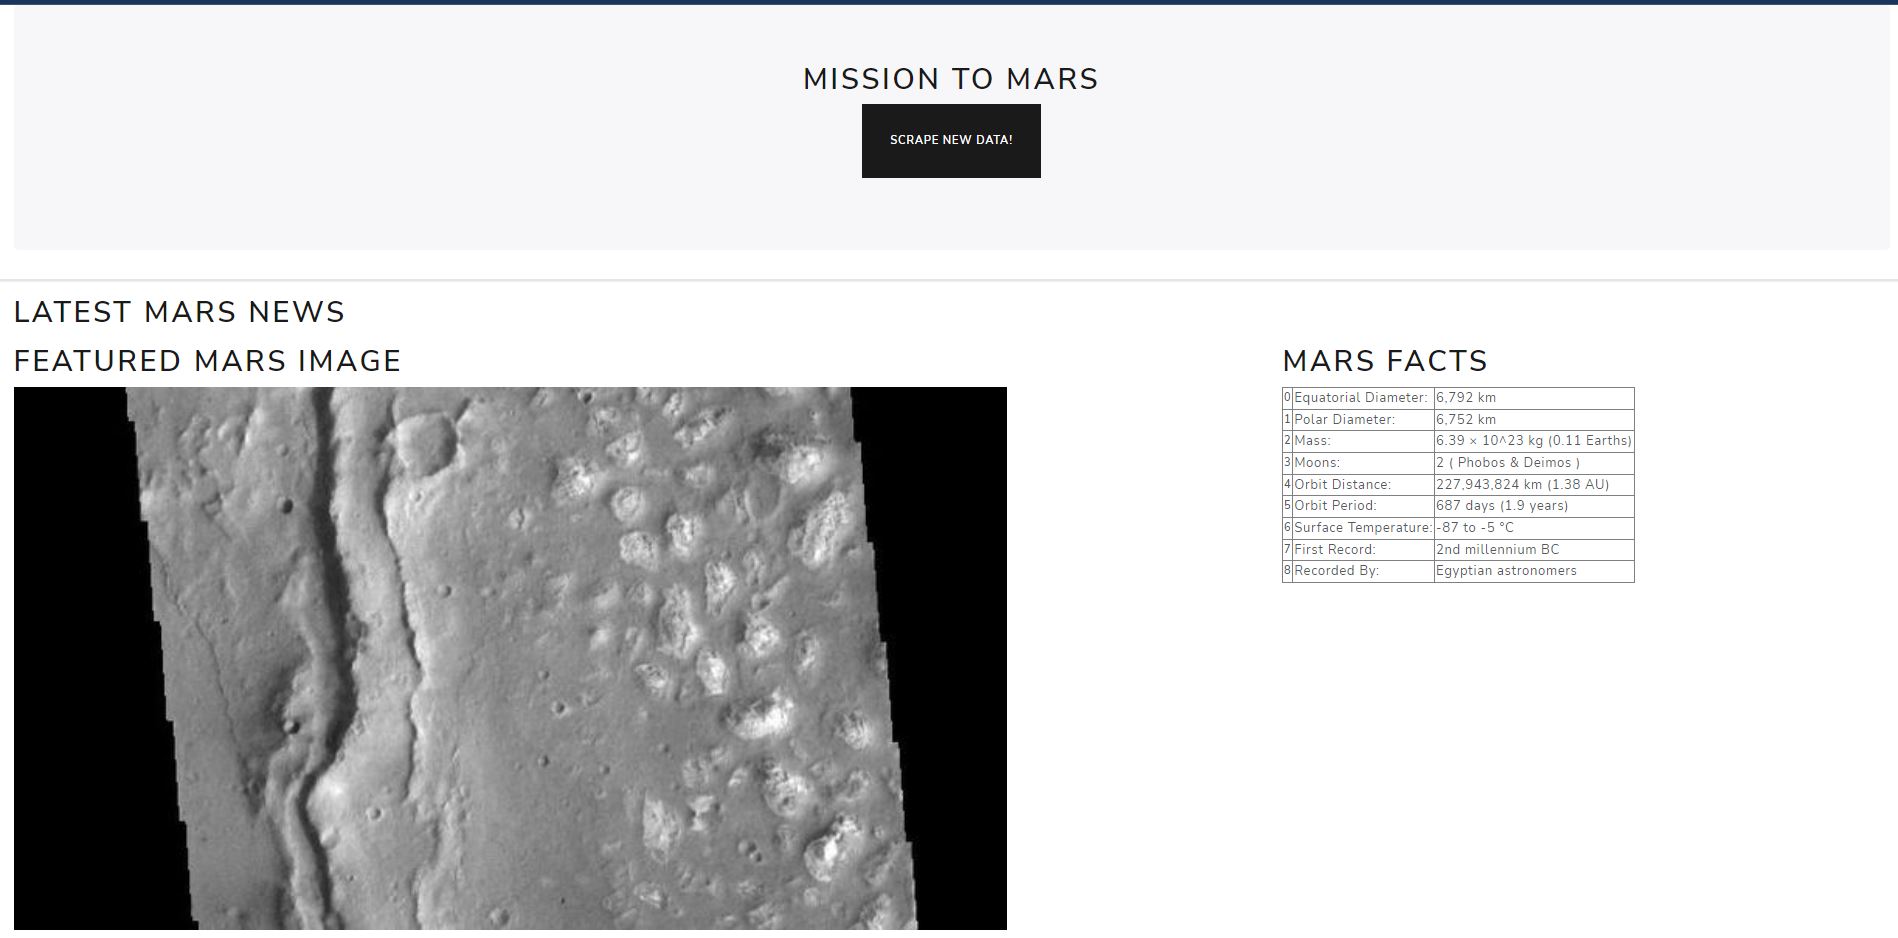 MISSION TO MARS
SCRAPE NEW DATA!
LATEST MARS NEWS
FEATURED MARS IMAGE
MARS FACTS
0 Equatorial Diameter: 6,792 km
1 Polar Diameter: 6,752 km
2 Mass: 6.39 × 10^23 kg (0.11 Earths)
3 Moons: 2 ( Phobos & Deimos )
4 Orbit Distance: 227,943,824 km (1.38 AU)
5 Orbit Period: 687 days (1.9 years)
6 Surface Temperature: -87 to -5 °C
7 First Record: 2nd millennium BC
8 Recorded By: Egyptian astronomers